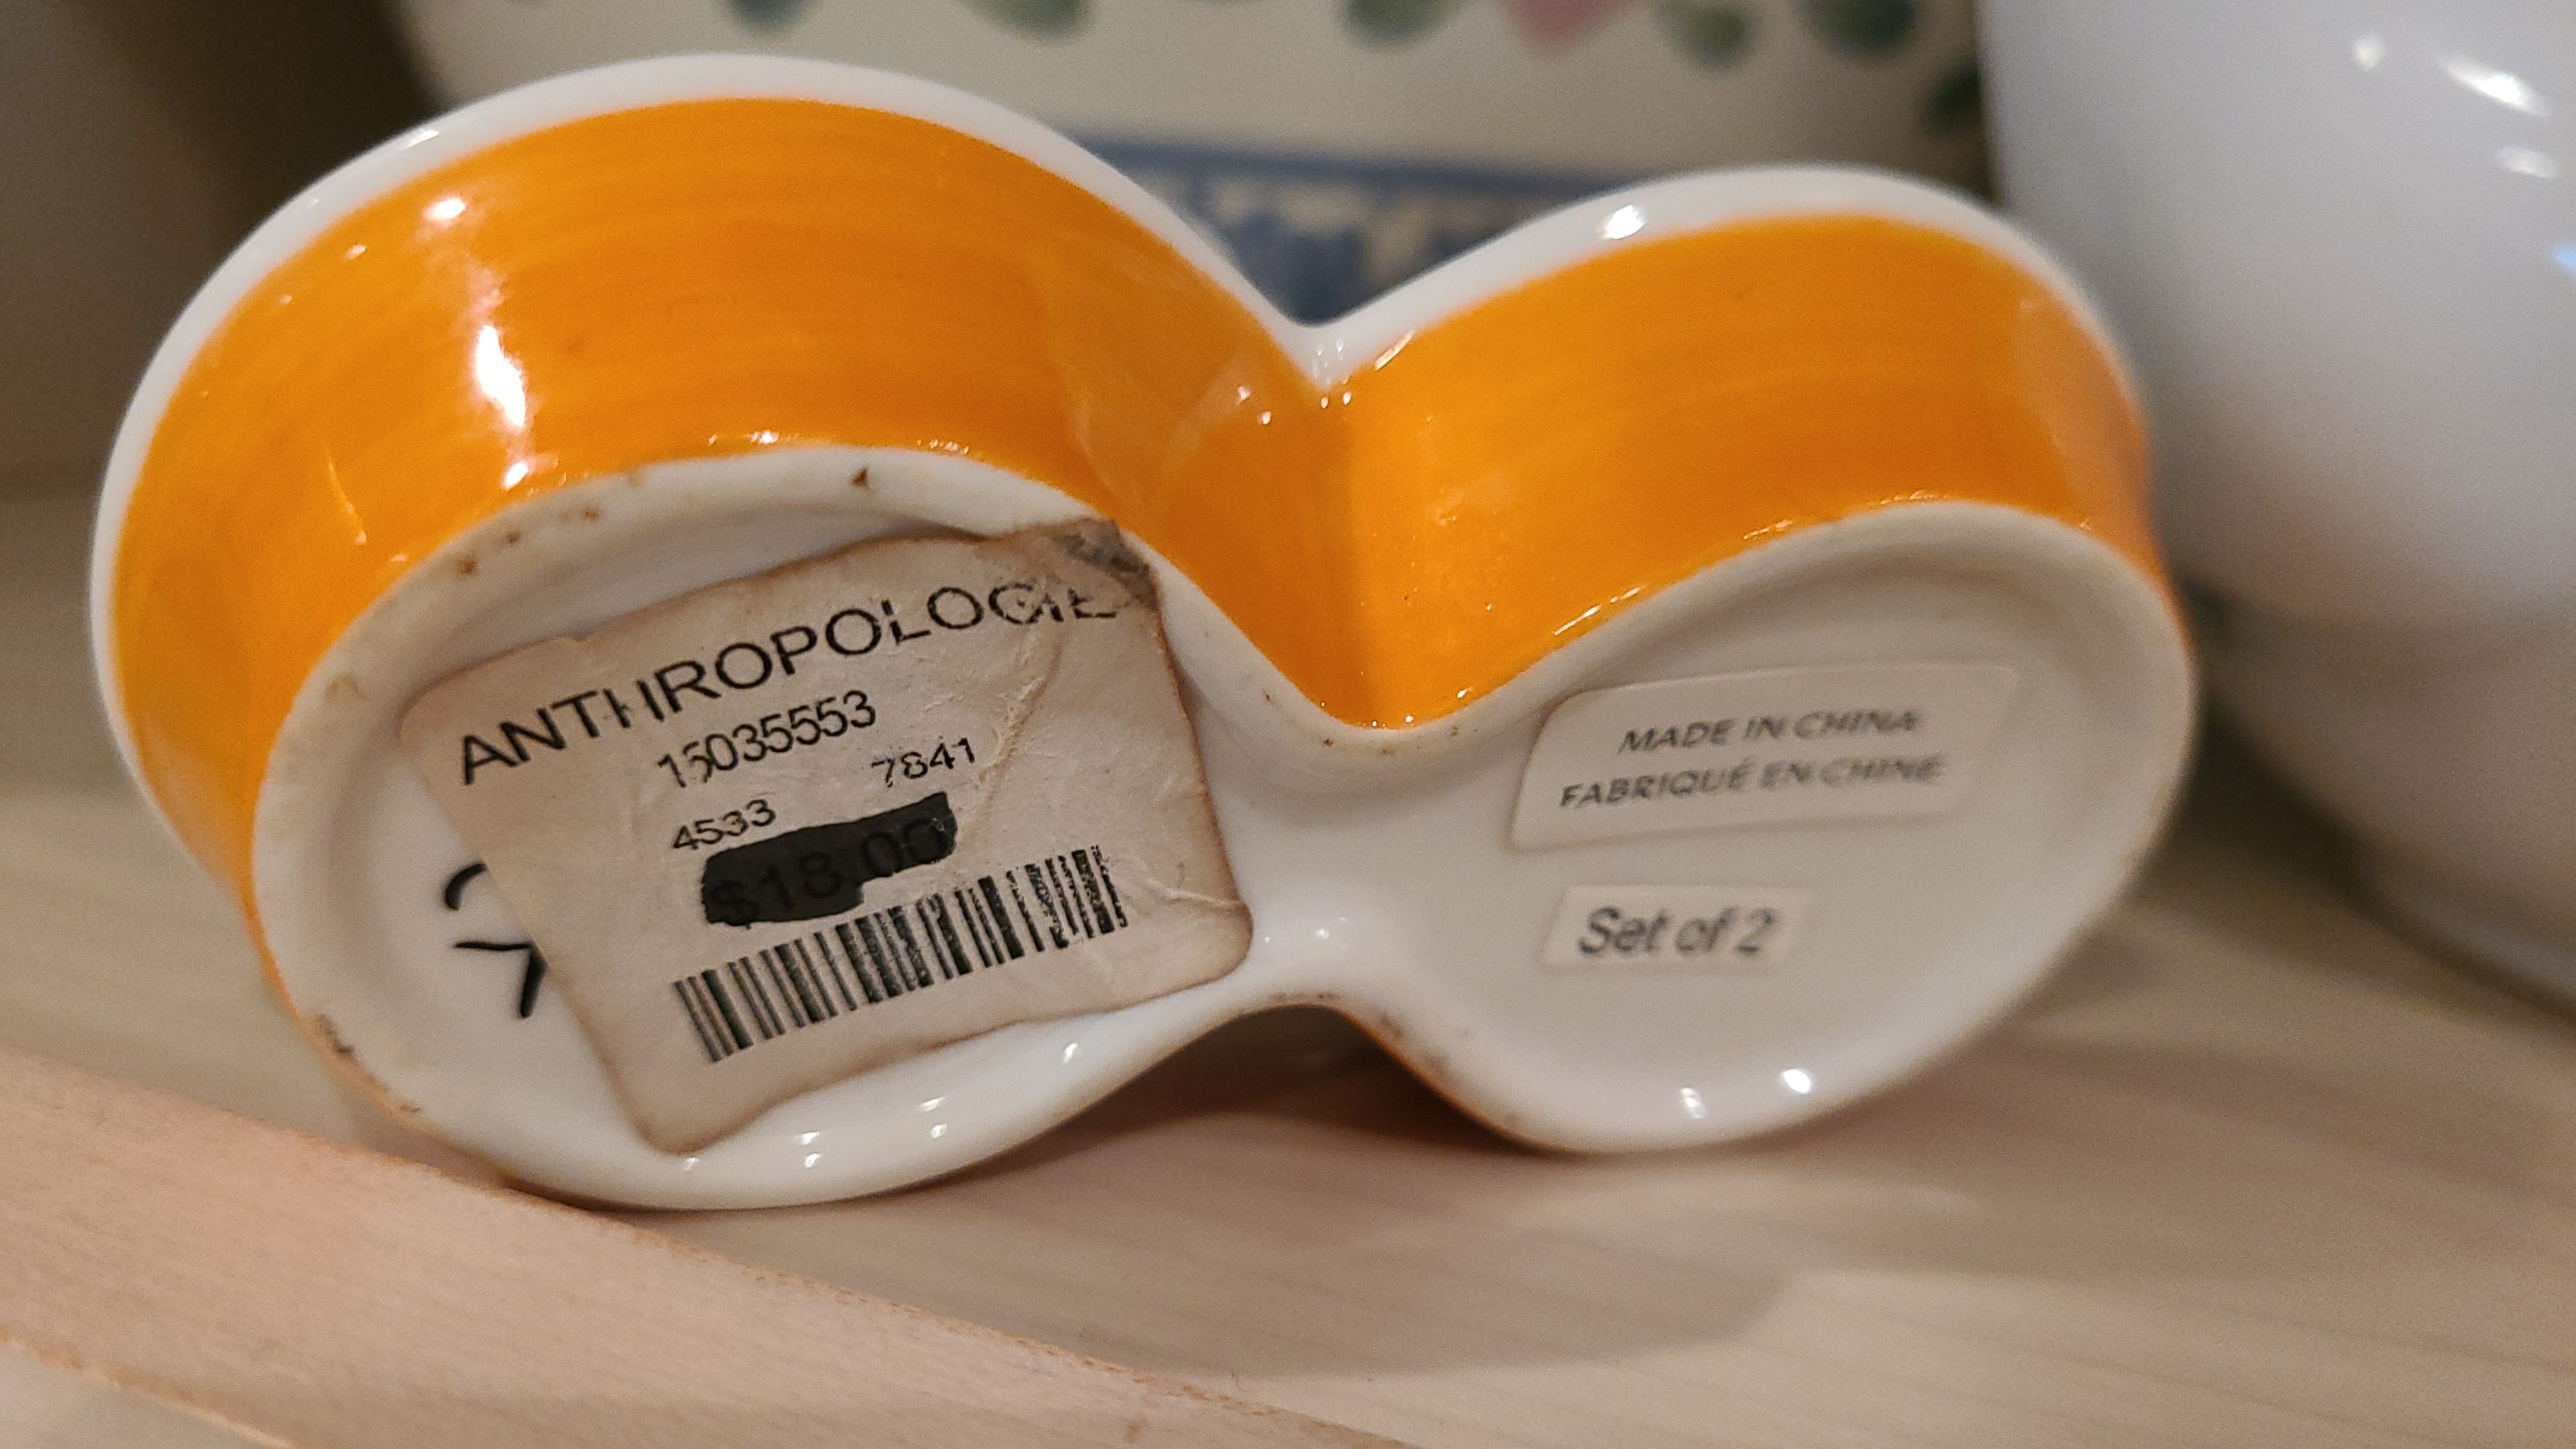 ANTHROPOLOGIE
15035553
4533 7841
$18.00
MADE IN CHINA
FABRIQUÉ EN CHINE
Set of 2